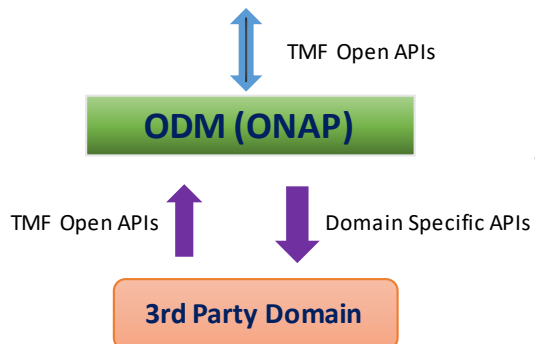 TMF Open APIs
ODM (ONAP)
TMF Open APIs
Domain Specific APIs
3rd Party Domain